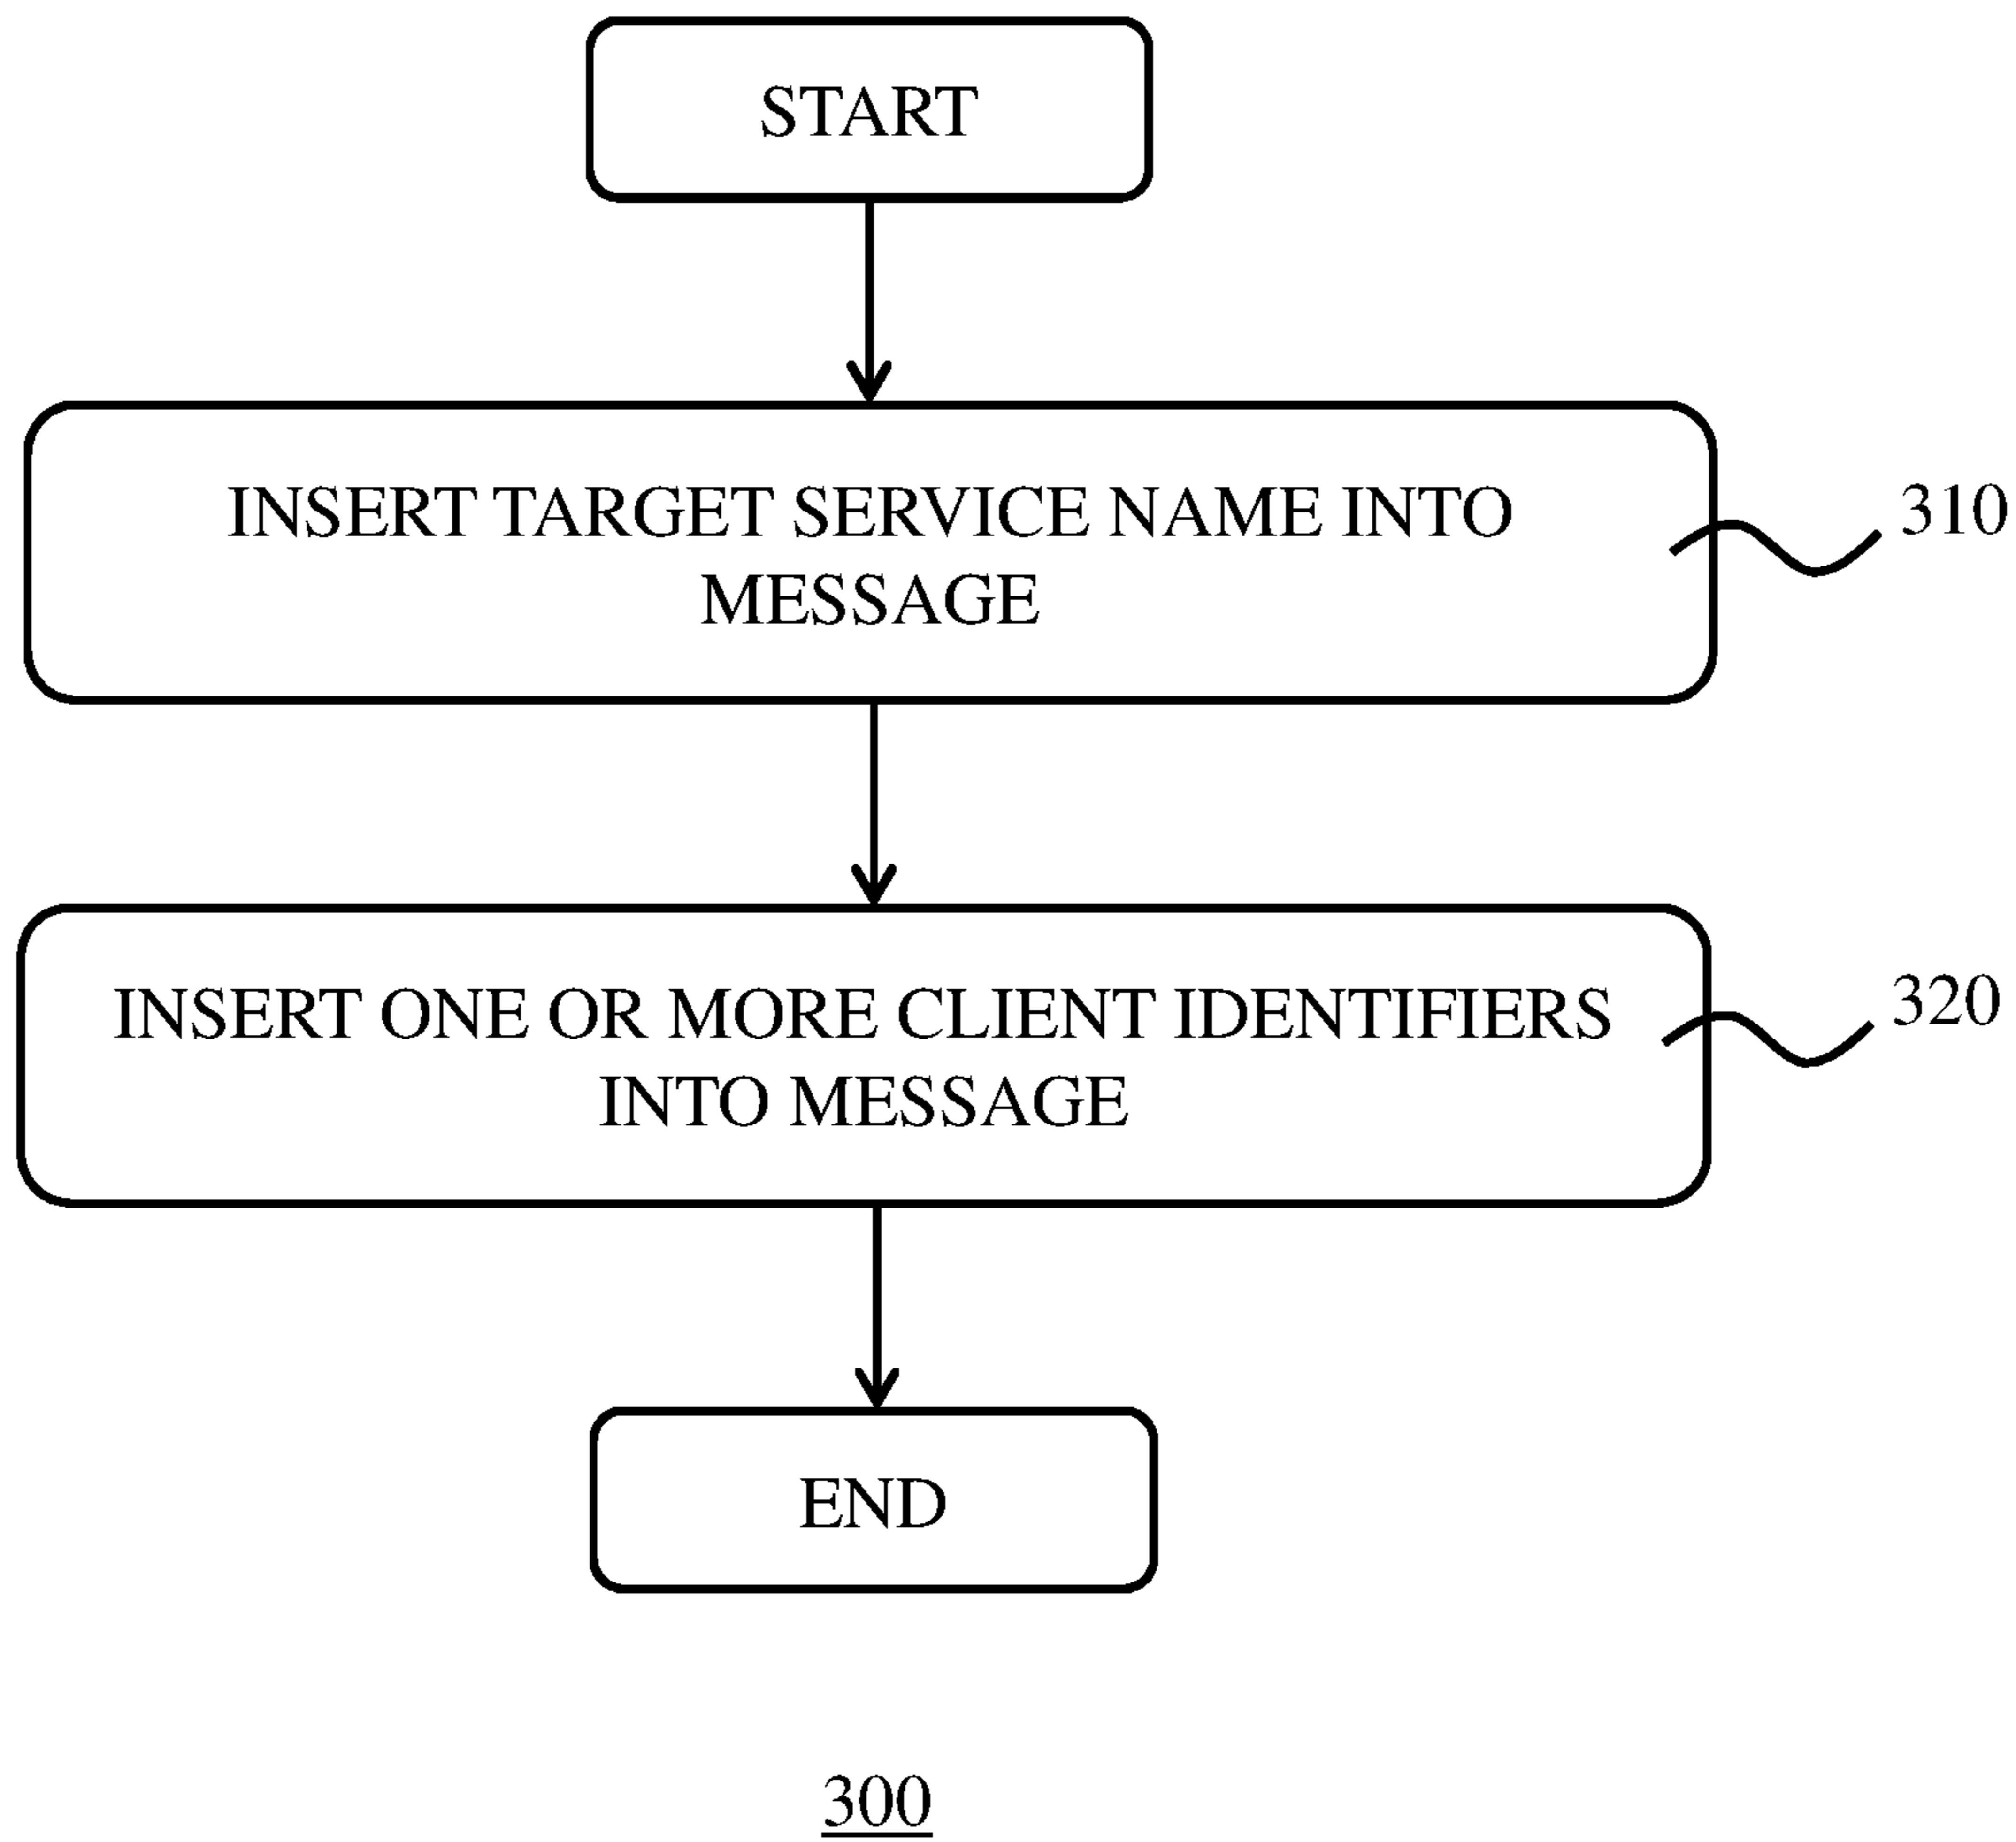 START
INSERT TARGET SERVICE NAME INTO
MESSAGE
310
INSERT ONE OR MORE CLIENT IDENTIFIERS
INTO MESSAGE
320
END
300